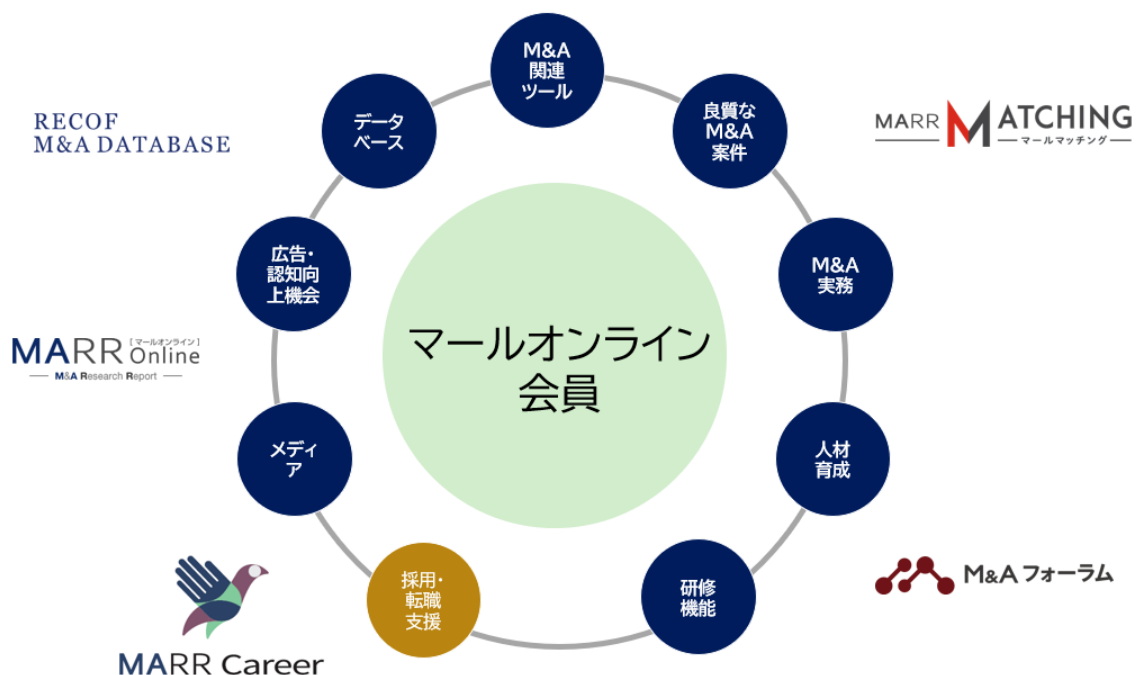 M&A
関連
ツール
データ
ベース
良質な
M&A
案件
RECOF
M&A DATABASE
MARR MATCHING
マールマッチング
広告・
認知向
上機会
M&A
実務
マールオンライン
会員
[マールオンライン]
MARR Online
M&A Research Report
メディ
ア
人材
育成
採用・
転職
支援
研修
機能
M&A フォーラム
MARR Career